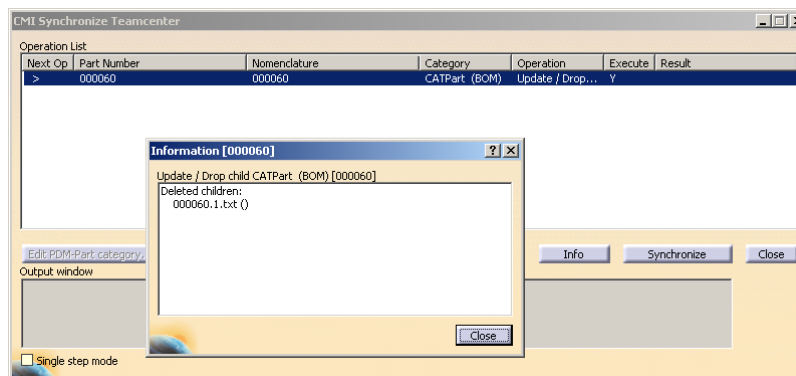 CMI Synchronize Teamcenter
Operation List
Next Op Part Number Nomenclature Category Operation Execute Result
> 000060 000060 CATPart (BOM) Update / Drop... Y
Information [000060]
Update / Drop child CATPart (BOM) [000060]
Deleted children:
000060.1.txt ()
Edit PDM-Part category, Info Synchronize Close
Output window
Close
Single step mode